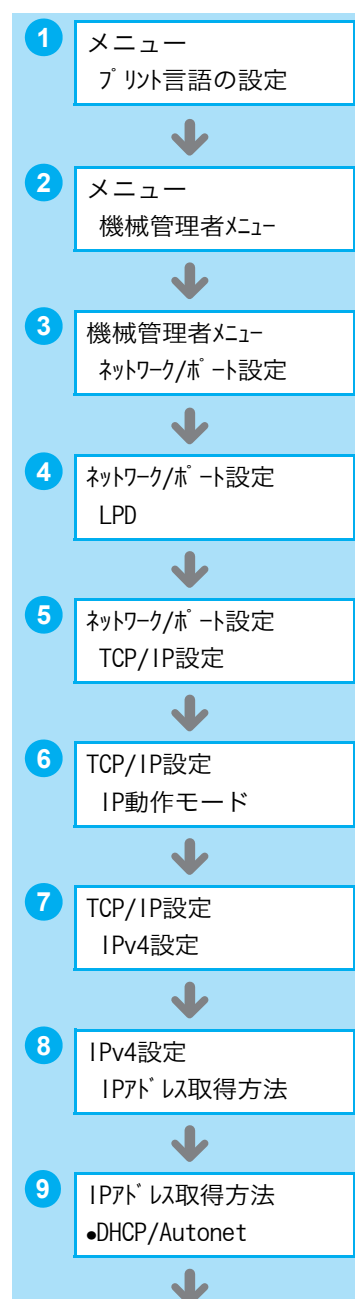 1
メニュー
ﾌﾟﾘﾝﾄ言語の設定
2
メニュー
機械管理者ﾒﾆｭｰ
3
機械管理者ﾒﾆｭｰ
ﾈｯﾄﾜｰｸ/ﾎﾟｰﾄ設定
4
ﾈｯﾄﾜｰｸ/ﾎﾟｰﾄ設定
LPD
5
ﾈｯﾄﾜｰｸ/ﾎﾟｰﾄ設定
TCP/IP設定
6
TCP/IP設定
IP動作モード
7
TCP/IP設定
IPv4設定
8
IPv4設定
IPｱﾄﾞﾚｽ取得方法
9
IPｱﾄﾞﾚｽ取得方法
●DHCP/Autonet